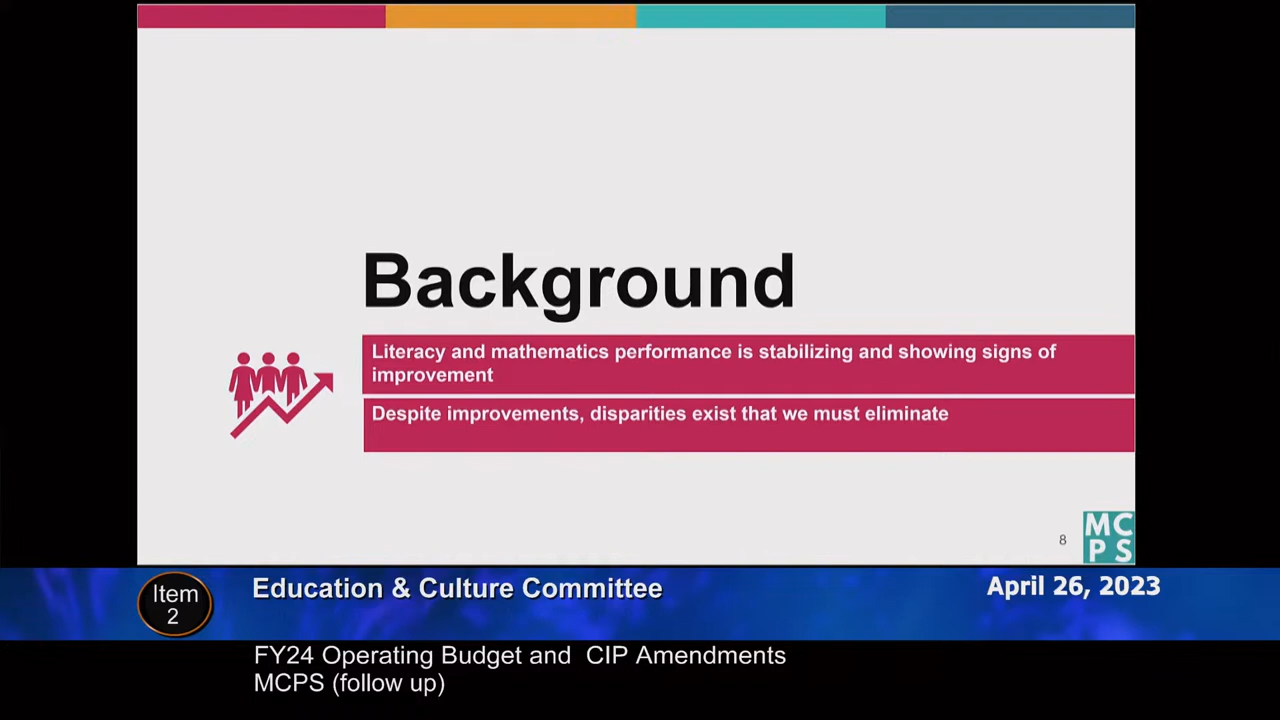 Background
Literacy and mathematics performance is stabilizing and showing signs of
improvement
Despite improvements, disparities exist that we must eliminate
8
MC
PS
Item
2
Education & Culture Committee
April 26, 2023
FY24 Operating Budget and  CIP Amendments
MCPS (follow up)